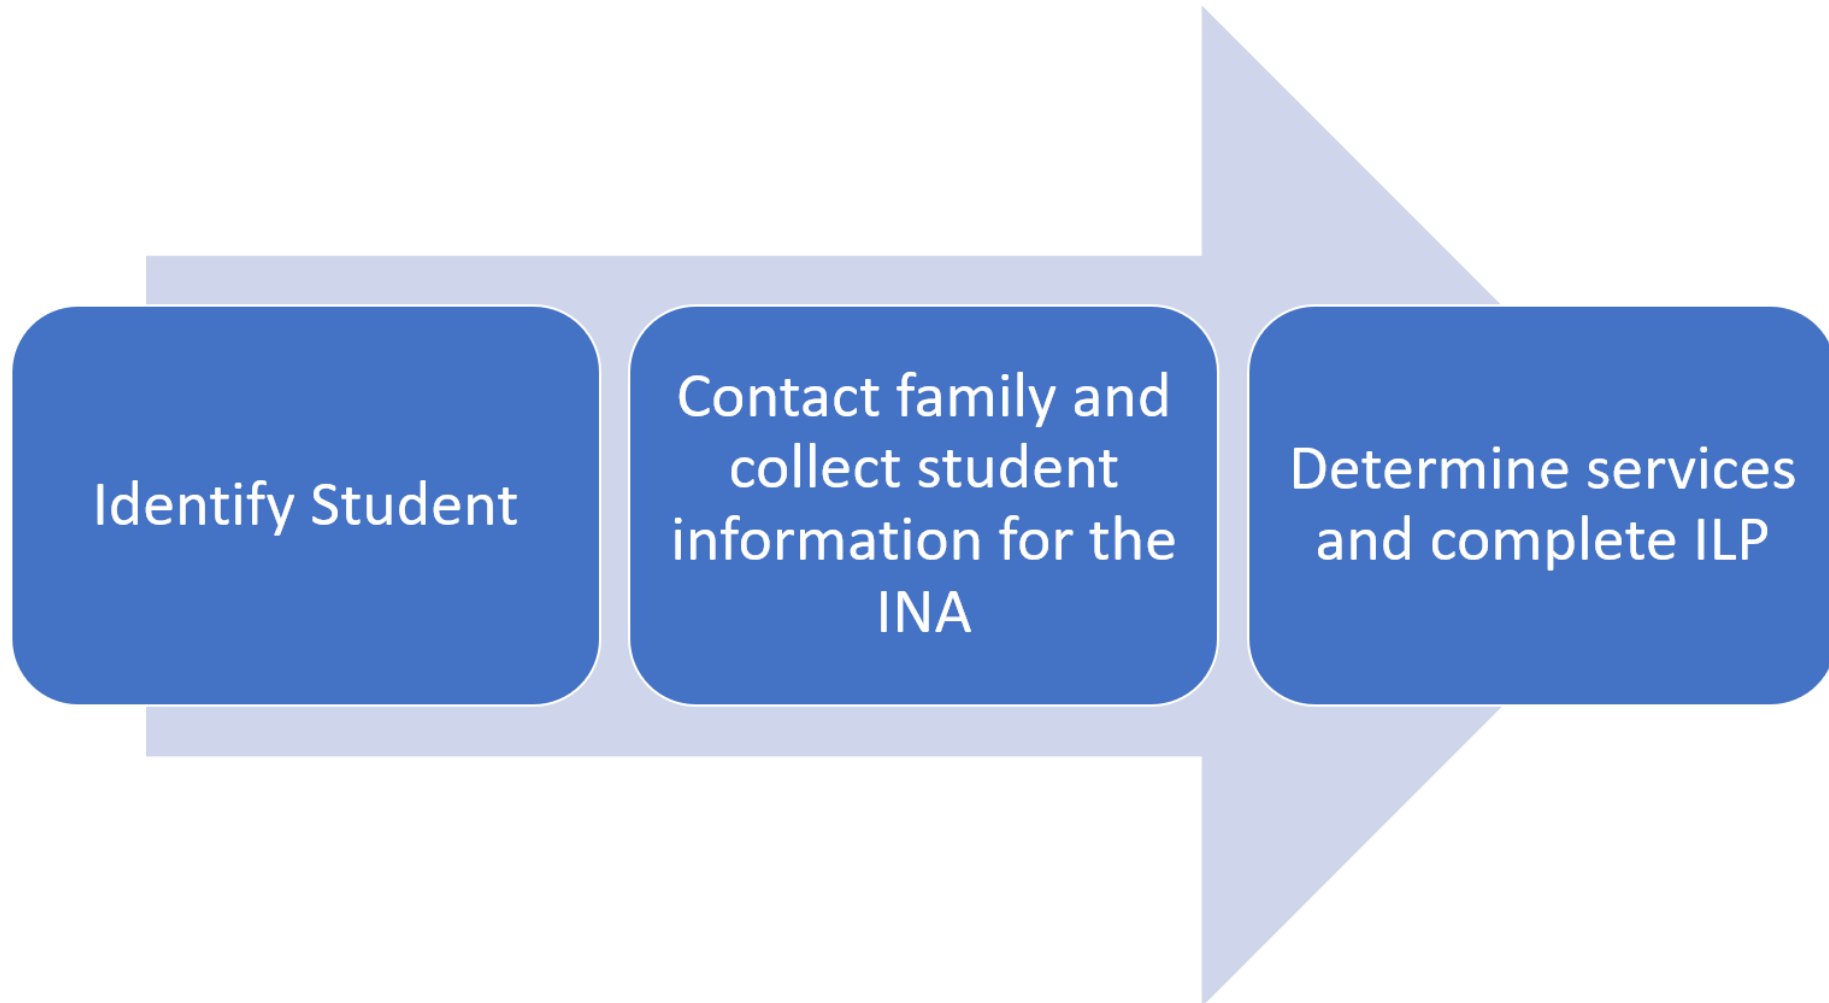 Identify Student
Contact family and
collect student
information for the
INA
Determine services
and complete ILP